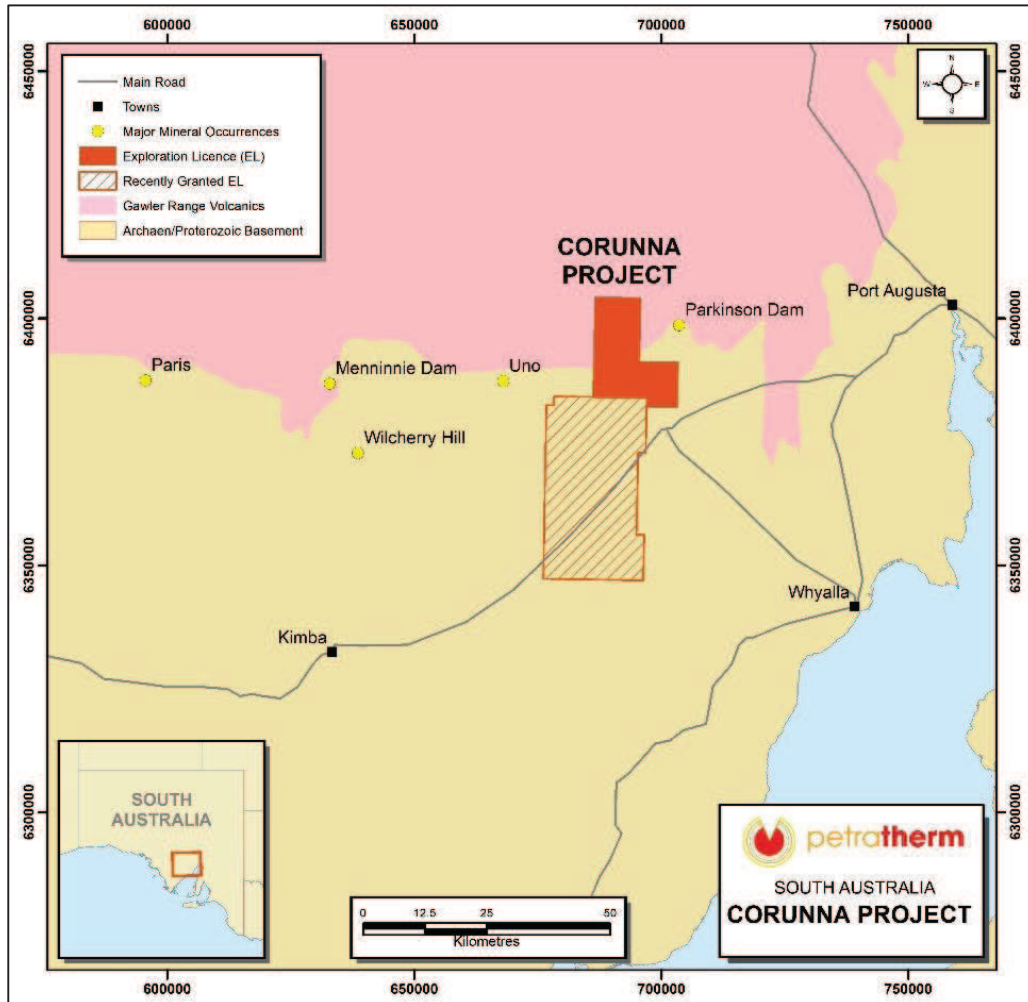 600000
650000
700000
750000
6450000
6450000
Main Road
Towns
Major Mineral Occurrences
Exploration Licence (EL)
Recently Granted EL
Gawler Range Volcanics
Archaen/Proterozoic Basement
N
W
E
S
CORUNNA
PROJECT
Port Augusta
6400000
6400000
Parkinson Dam
Paris
Menninnie Dam
Uno
Wilcherry Hill
6350000
6350000
Whyalla
Kimba
6300000
6300000
SOUTH
AUSTRALIA
petratherm
SOUTH AUSTRALIA
CORUNNA PROJECT
0 12.5 25 50
Kilometres
600000
650000
700000
750000